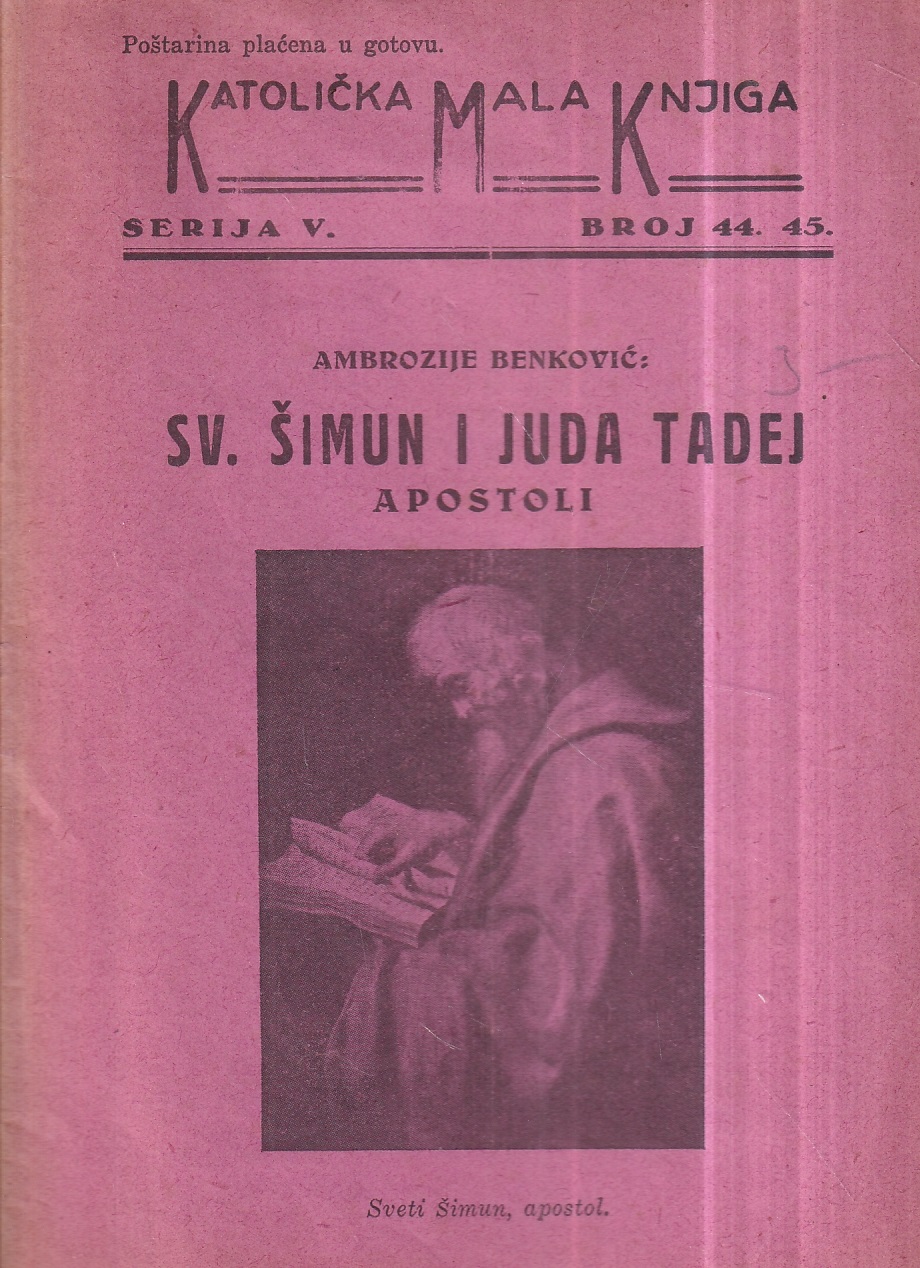 Poštarina plaćena u gotovu.
KATOLIČKA MALA KNJIGA
SERIJA V. BROJ 44. 45.
AMBROZIJE BENKOVIĆ:
3 —
SV. ŠIMUN I JUDA TADEJ
APOSTOLI
Sveti Šimun, apostol.